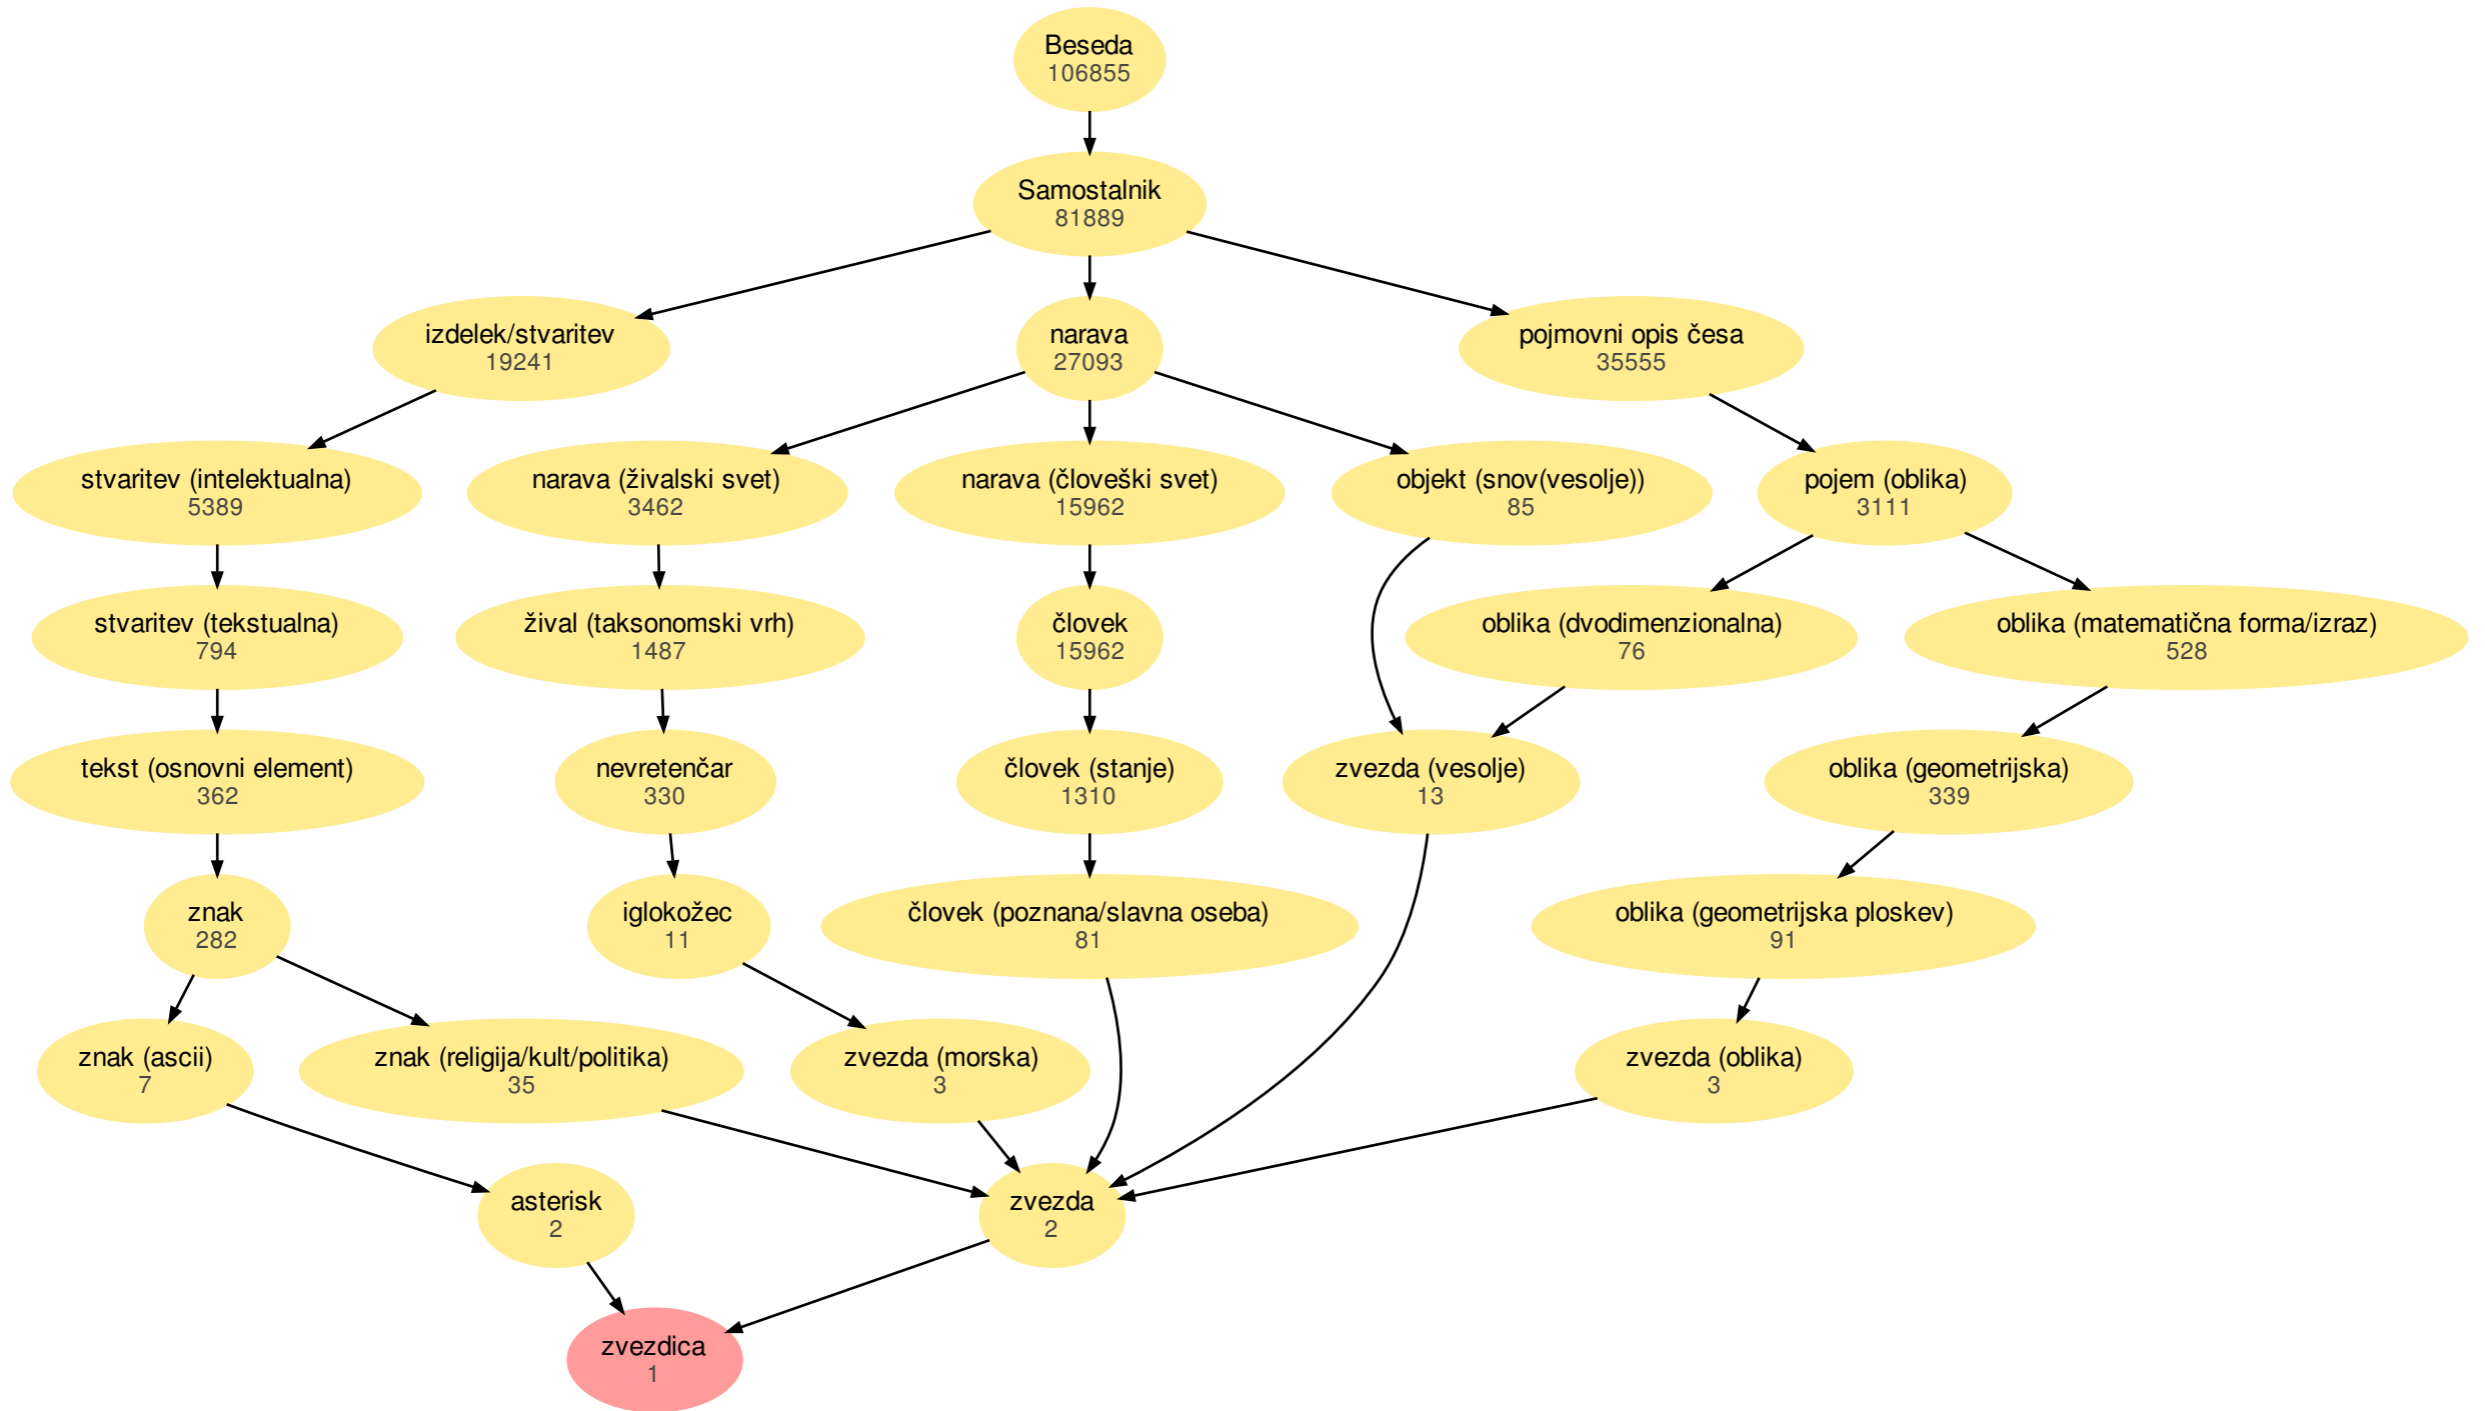 Beseda
106855
Samostalnik
81889
izdelek/stvaritev
19241
narava
27093
pojmovni opis česa
35555
stvaritev (intelektualna)
5389
narava (živalski svet)
3462
narava (človeški svet)
15962
objekt (snov(vesolje))
85
pojem (oblika)
3111
stvaritev (tekstualna)
794
žival (taksonomski vrh)
1487
človek
15962
oblika (dvodimenzionalna)
76
oblika (matematična forma/izraz)
528
tekst (osnovni element)
362
nevretenčar
330
človek (stanje)
1310
zvezda (vesolje)
13
oblika (geometrijska)
339
znak
282
iglokožec
11
človek (poznana/slavna oseba)
81
oblika (geometrijska ploskev)
91
znak (ascii)
7
znak (religija/kult/politika)
35
zvezda (morska)
3
zvezda (oblika)
3
asterisk
2
zvezda
2
zvezdica
1